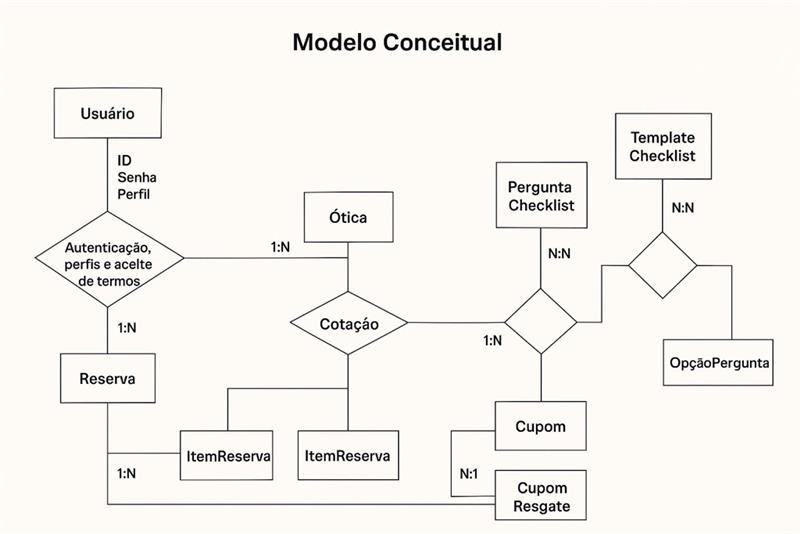 Modelo Conceitual
Usuário
ID
Senha
Perfil
Autenticação,
perfis e acelte
de termos
1:N
Ótica
1:N
Reserva
Cotação
1:N
Pergunta
Checklist
N:N
Template
Checklist
N:N
OpçãoPergunta
ItemReserva
ItemReserva
1:N
Cupom
N:1
Cupom
Resgate